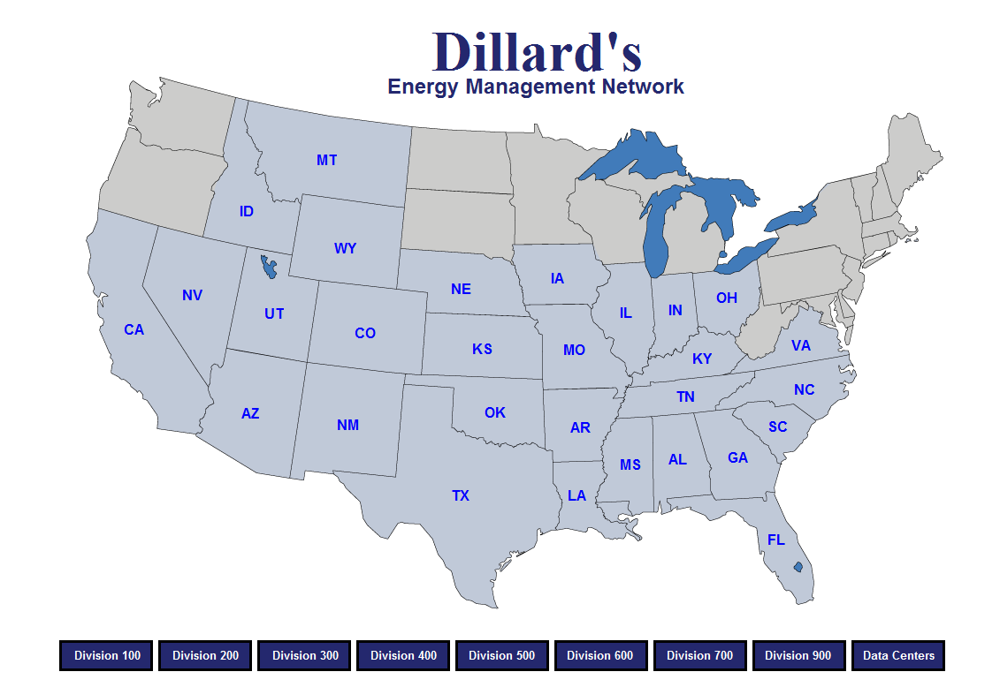 Dillard's
Energy Management Network
MT
ID
WY
NV
UT
CA
CO
AZ
NM
NE
KS
OK
TX
IA
MO
AR
LA
IL
IN
OH
KY
VA
TN
NC
SC
MS
AL
GA
FL
Division 100
Division 200
Division 300
Division 400
Division 500
Division 600
Division 700
Division 900
Data Centers